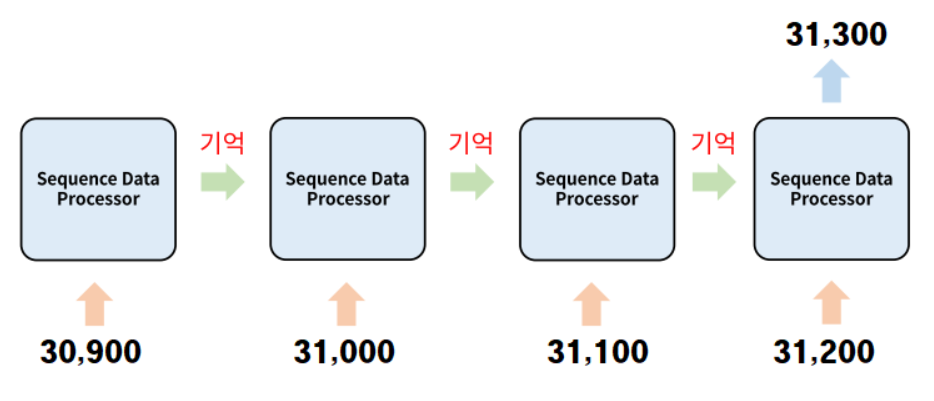 31,300
기억 기억 기억
Sequence Data Sequence Data Sequence Data Sequence Data
Processor Processor Processor Processor
30,900 31,000 31,100 31,200